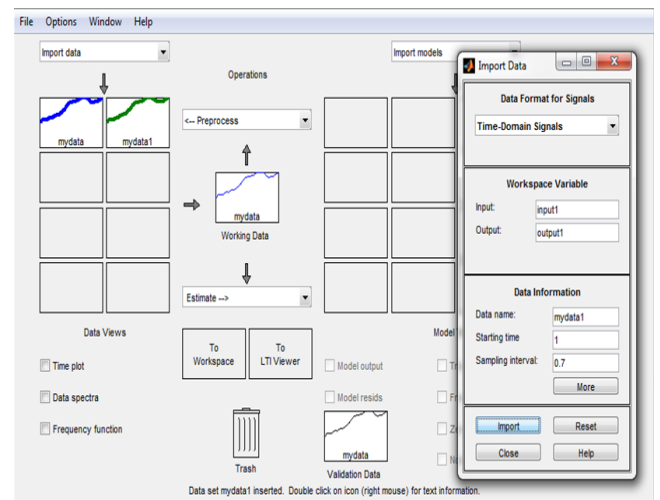 File Options Window Help
Import data
Import models
Operations
mydata
mydata1
<-- Preprocess
mydata
Working Data
Estimate -->
Data Views
Time plot
Data spectra
Frequency function
To
Workspace
To
LTI Viewer
Trash
Model
Model output
Model resids
mydata
Validation Data
Data set mydata1 inserted. Double click on icon (right mouse) for text information.
Import Data
Data Format for Signals
Time-Domain Signals
Workspace Variable
Input: input1
Output: output1
Data Information
Data name: mydata1
Starting time 1
Sampling interval: 0.7
More
Import Reset
Close Help